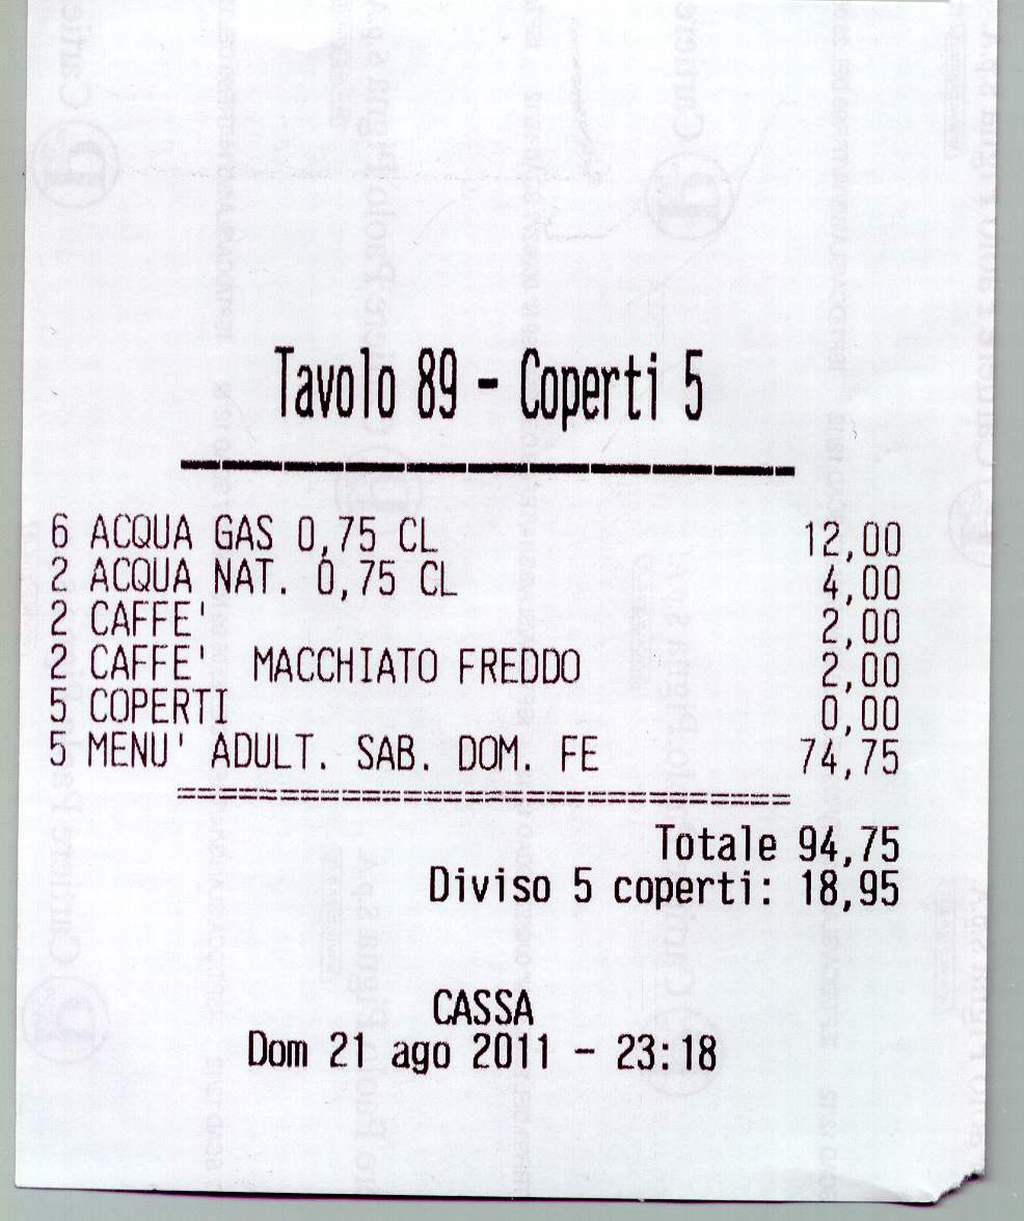 Tavolo 89 - Coperti 5
6 ACQUA GAS 0,75 CL 12,00
2 ACQUA NAT. 0,75 CL 4,00
2 CAFFE' 2,00
2 CAFFE' MACCHIATO FREDDO 2,00
5 COPERTI 0,00
5 MENU' ADULT. SAB. DOM. FE 74,75
Totale 94,75
Diviso 5 coperti: 18,95
CASSA
Dom 21 ago 2011 - 23:18